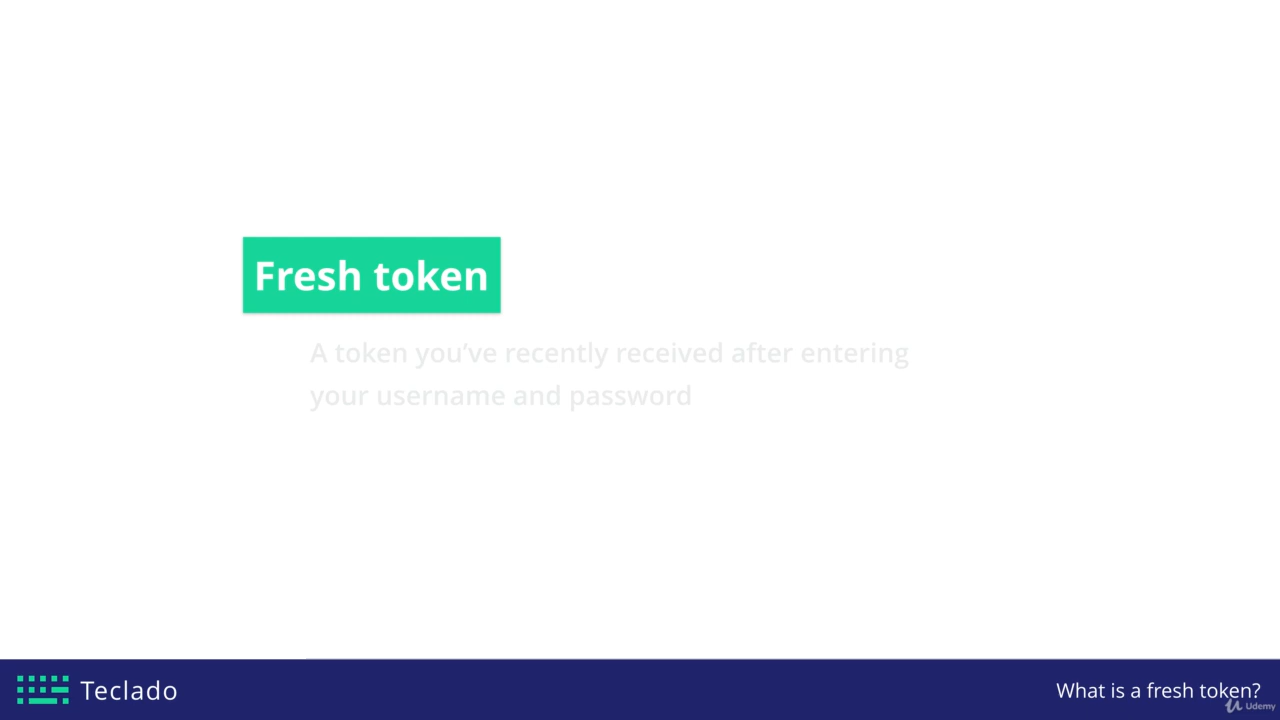 Fresh token
A token you’ve recently received after entering
your username and password
Teclado
What is a fresh token?
Udemy